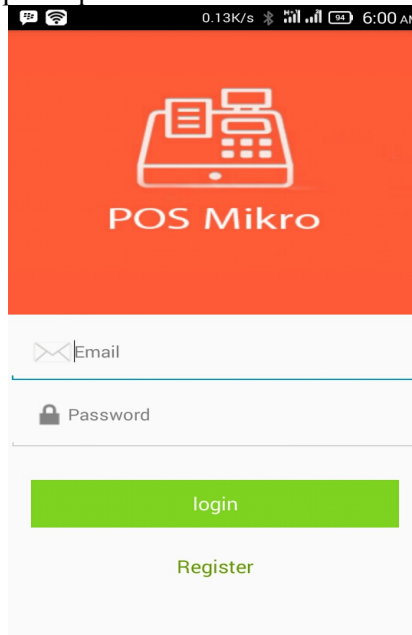 0.13K/s 94 6:00 AM
POS Mikro
Email
Password
login
Register